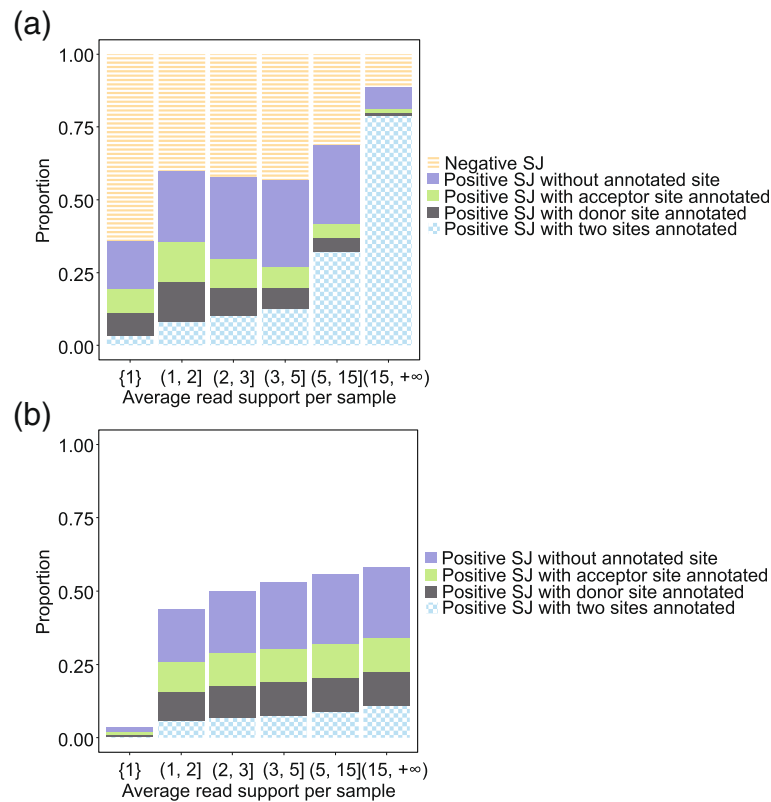 (a)
1.00
0.75
0.50
0.25
0.00
Proportion
{1} (1, 2] (2, 3] (3, 5] (5, 15] (15, +∞)
Average read support per sample
Negative SJ
Positive SJ without annotated site
Positive SJ with acceptor site annotated
Positive SJ with donor site annotated
Positive SJ with two sites annotated
(b)
1.00
0.75
0.50
0.25
0.00
Proportion
{1} (1, 2] (2, 3] (3, 5] (5, 15] (15, +∞)
Average read support per sample
Positive SJ without annotated site
Positive SJ with acceptor site annotated
Positive SJ with donor site annotated
Positive SJ with two sites annotated